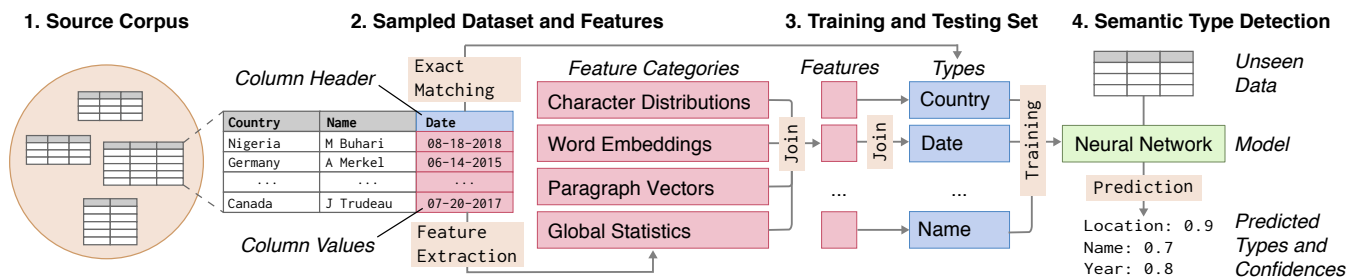 1. Source Corpus
2. Sampled Dataset and Features
3. Training and Testing Set
4. Semantic Type Detection
Column Header
Exact
Matching
Country Name Date
Nigeria M Buhari 08-18-2018
Germany A Merkel 06-14-2015
... ... ...
Canada J Trudeau 07-20-2017
Column Values
Feature
Extraction
Feature Categories
Character Distributions
Word Embeddings
Paragraph Vectors
Global Statistics
Join
Features
Join
...
Types
Country
Date
...
Name
Training
Unseen
Data
Neural Network
Model
Prediction
Location: 0.9
Name: 0.7
Year: 0.8
Predicted
Types and
Confidences